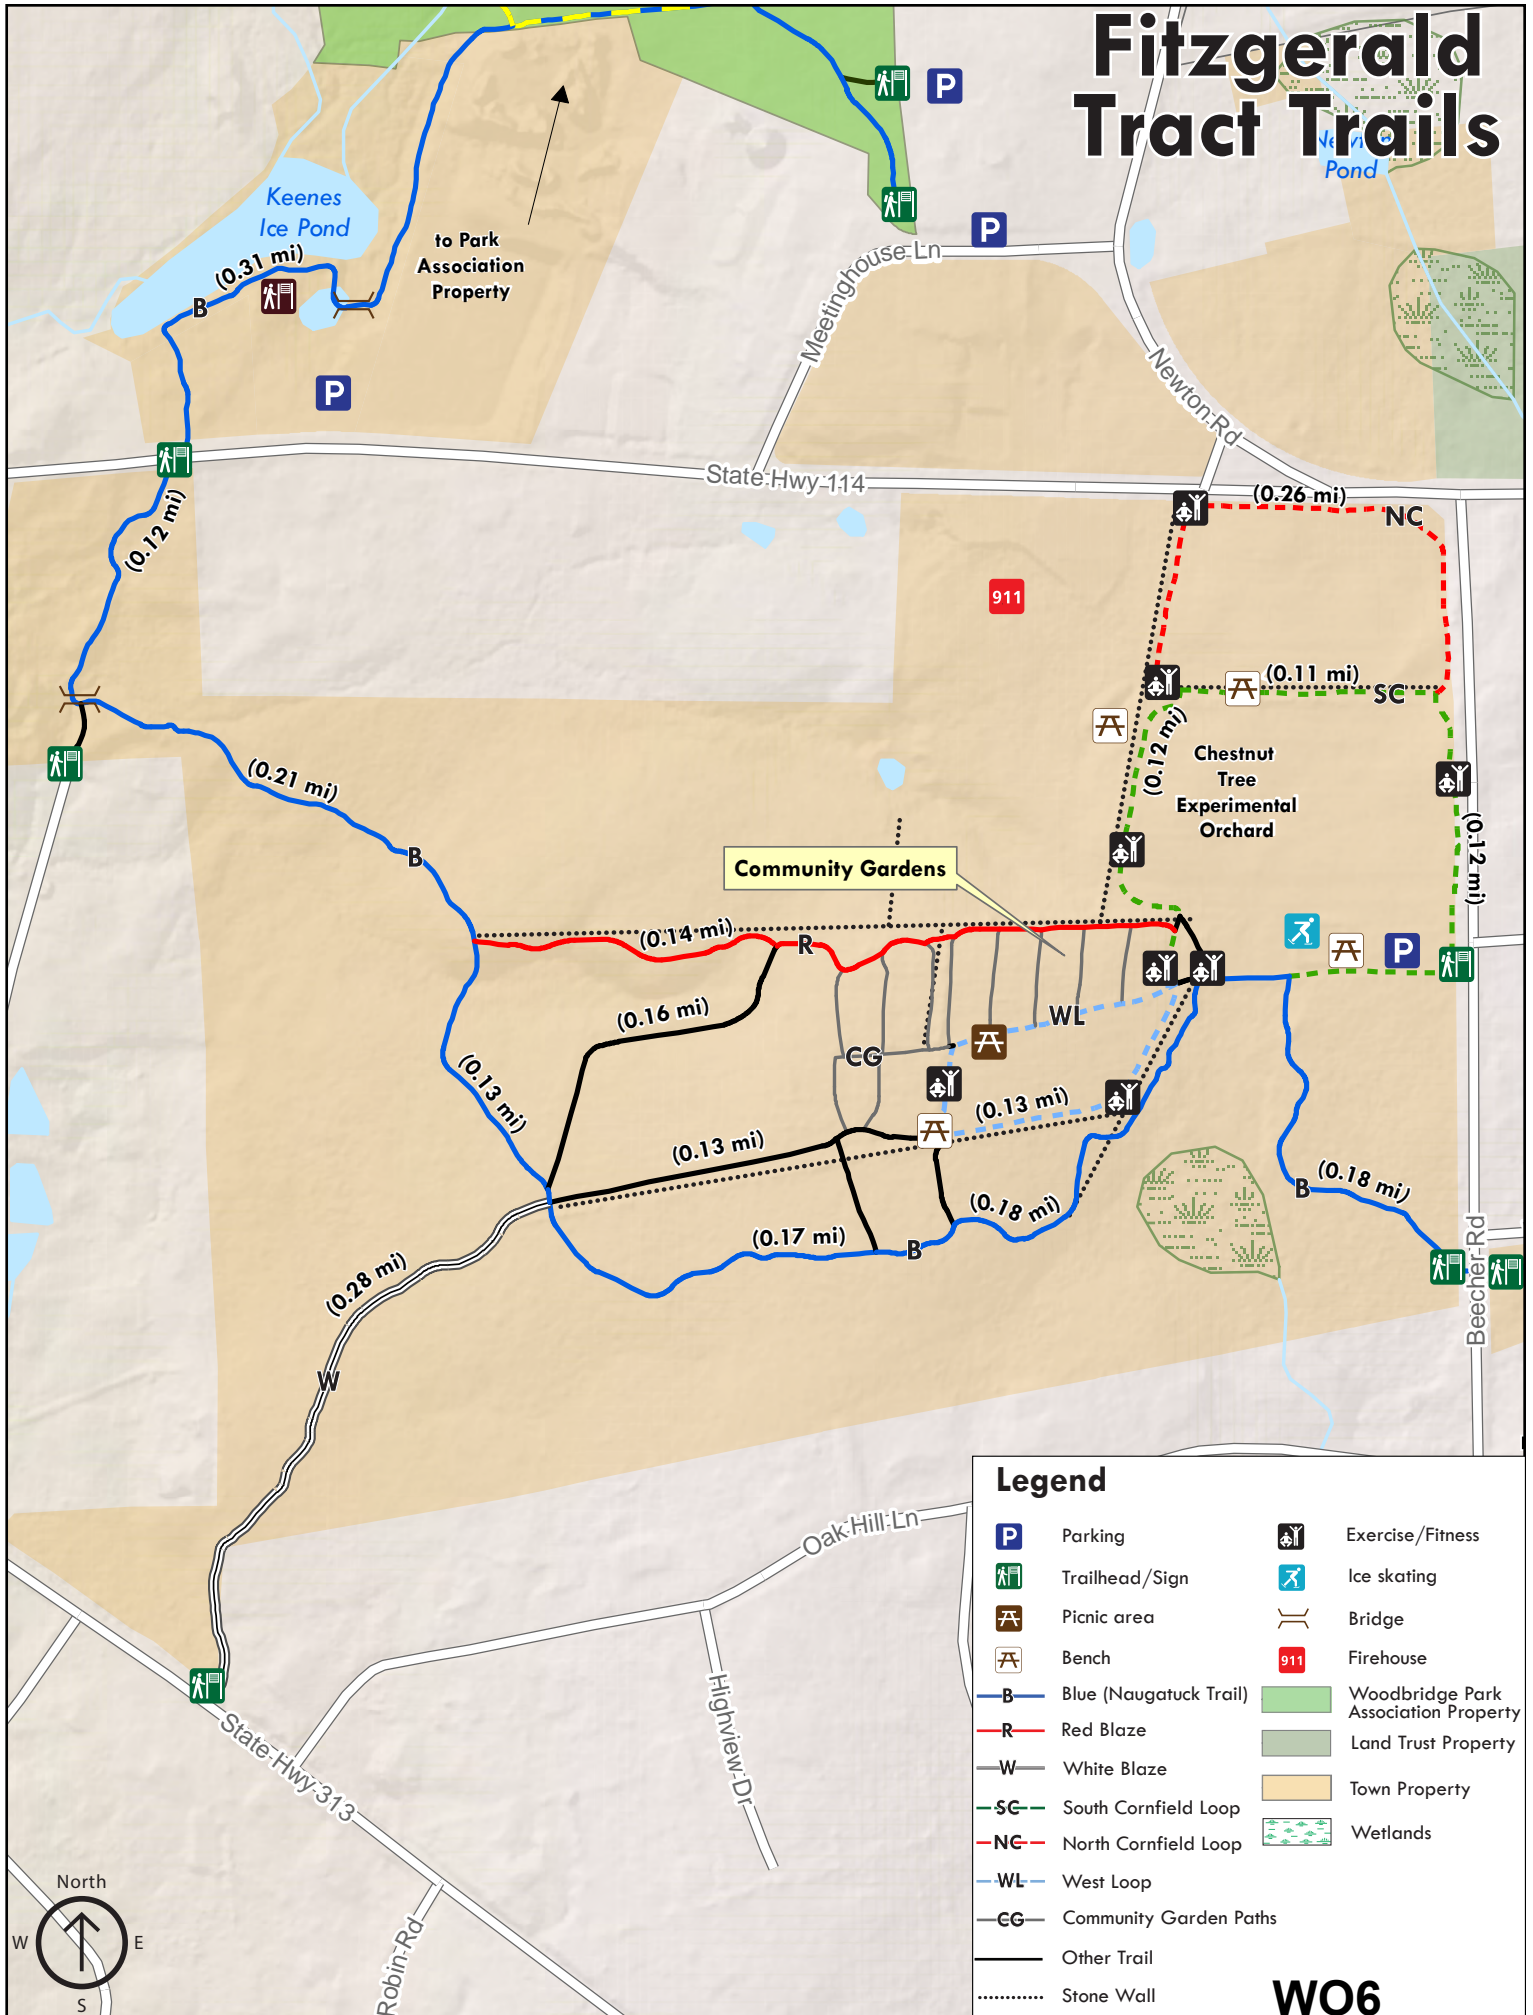 Fitzgerald
Tract Trails
Newton
Pond
P
Keenes
Ice Pond
to Park
Association
Property
P
(0.31 mi)
B
Meetinghouse Ln
P
Newton Rd
State Hwy 114
(0.26 mi)
NC
(0.12 mi)
911
(0.11 mi)
SC
(0.12 mi)
Chestnut
Tree
Experimental
Orchard
(0.21 mi)
B
(0.12 mi)
Community Gardens
(0.14 mi)
R
P
(0.16 mi)
WL
CG
(0.13 mi)
(0.13 mi)
(0.13 mi)
B
(0.18 mi)
(0.18 mi)
(0.17 mi)
B
(0.28 mi)
W
Beecher Rd
Oak Hill Ln
Highview Dr
State Hwy 313
Robin Rd
North
W
E
S
Legend
P Parking
Trailhead/Sign
Picnic area
Bench
B Blue (Naugatuck Trail)
R Red Blaze
W White Blaze
SC South Cornfield Loop
NC North Cornfield Loop
WL West Loop
CG Community Garden Paths
Other Trail
Stone Wall
Exercise/Fitness
Ice skating
Bridge
911 Firehouse
Woodbridge Park
Association Property
Land Trust Property
Town Property
Wetlands
WO6